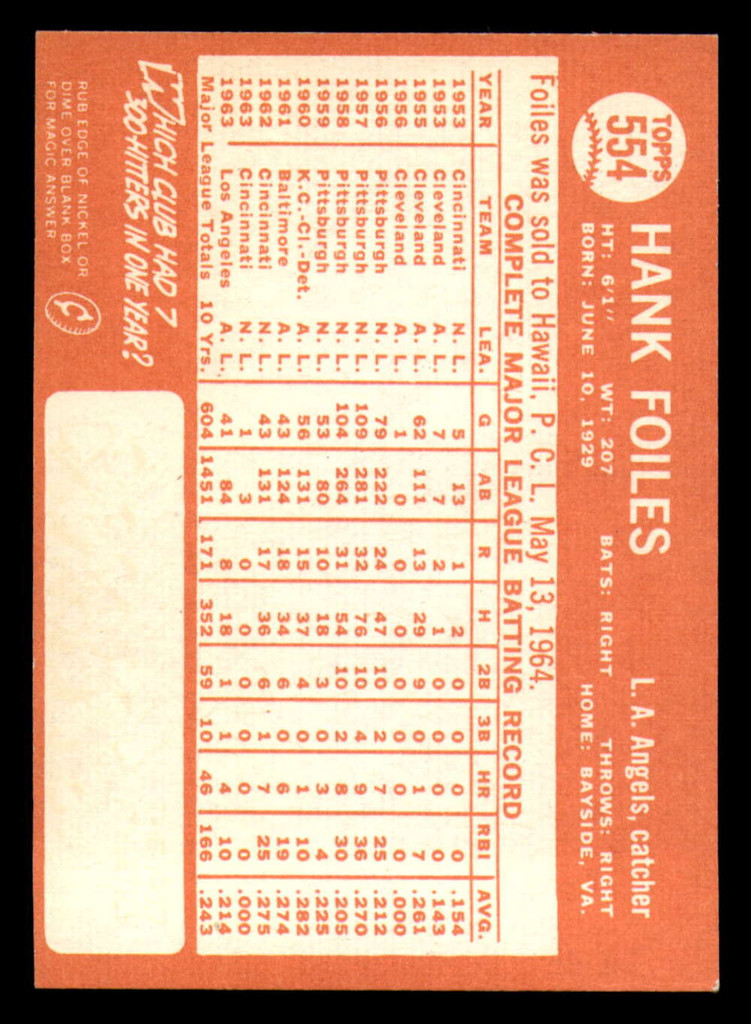 TOPPS
554
HANK FOILES
L. A. Angels, catcher
HT: 6'1" WT: 207 BATS: RIGHT THROWS: RIGHT
BORN: JUNE 10, 1929 HOME: BAYSIDE, VA.
Foiles was sold to Hawaii, P. C. L. May 13, 1964.
COMPLETE MAJOR LEAGUE BATTING RECORD
YEAR TEAM LEA. G AB R H 2B 3B HR RBI AVG.
1953 Cincinnati N. L. 5 13 1 2 0 0 0 0 .154
1953 Cleveland A. L. 7 7 2 1 0 0 0 0 .143
1955 Cleveland A. L. 62 111 13 29 9 0 1 7 .261
1956 Cleveland A. L. 1 0 0 0 0 0 0 0 .000
1956 Pittsburgh N. L. 79 222 24 47 10 2 7 25 .212
1957 Pittsburgh N. L. 109 281 32 76 10 4 9 36 .270
1958 Pittsburgh N. L. 104 264 31 54 10 2 8 30 .205
1959 Pittsburgh N. L. 53 80 10 18 3 0 3 4 .225
1960 K.C.-Cl.-Det. A. L. 56 131 15 37 4 0 1 10 .282
1961 Baltimore A. L. 43 124 18 34 6 0 6 19 .274
1962 Cincinnati N. L. 43 131 17 36 6 1 7 25 .275
1963 Cincinnati N. L. 1 3 0 0 0 0 0 0 .000
1963 Los Angeles A. L. 41 84 8 18 1 1 4 10 .214
Major League Totals 10 Yrs. 604 1451 171 352 59 10 46 166 .243
WHICH CLUB HAD 7
300-HITTERS IN ONE YEAR?
RUB EDGE OF NICKEL OR
DIME OVER BLANK BOX
FOR MAGIC ANSWER